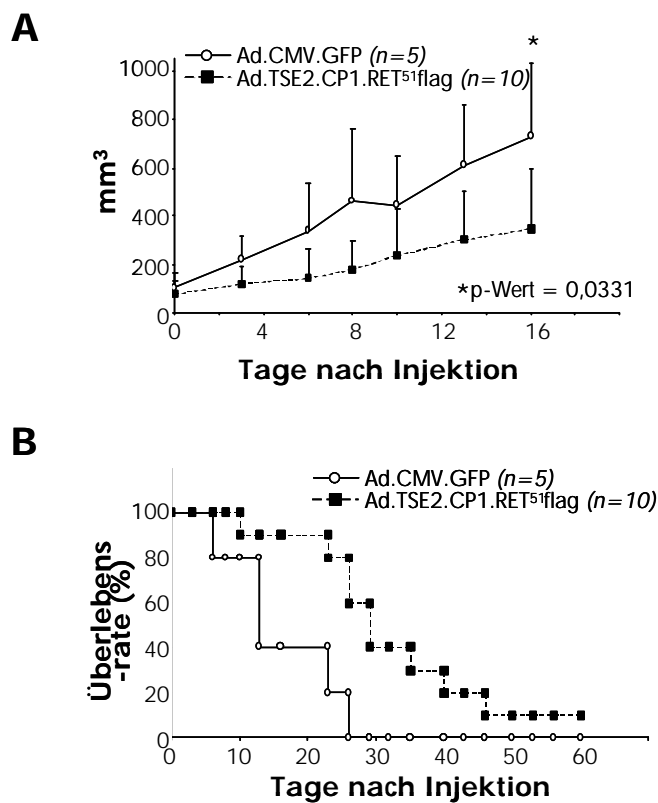 A
*
Ad.CMV.GFP (n=5)
Ad.TSE2.CP1.RET⁵¹flag (n=10)
1000
800
600
400
200
0
mm³
*p-Wert = 0,0331
0 4 8 12 16
Tage nach Injektion
B
Ad.CMV.GFP (n=5)
Ad.TSE2.CP1.RET⁵¹flag (n=10)
100
80
60
40
20
0
Überlebens
-rate (%)
0 10 20 30 40 50 60
Tage nach Injektion